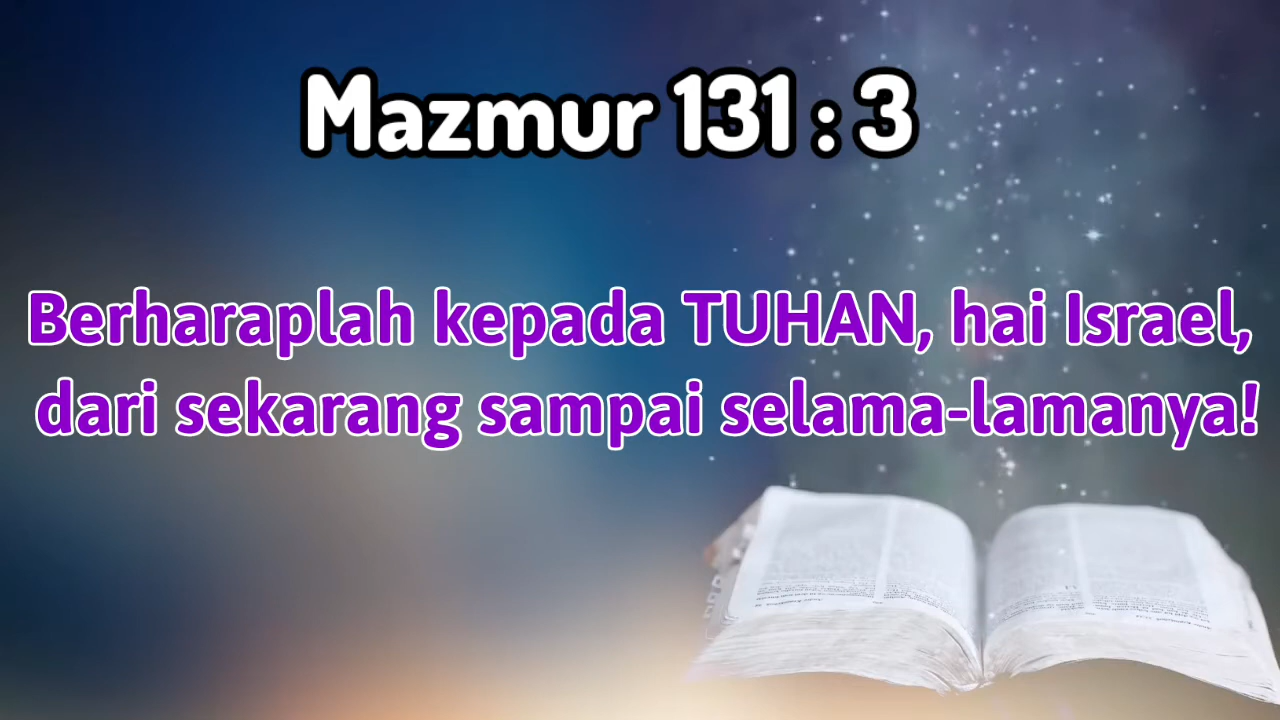 Mazmur 131 : 3
Berharaplah kepada TUHAN, hai Israel,
dari sekarang sampai selama-lamanya!